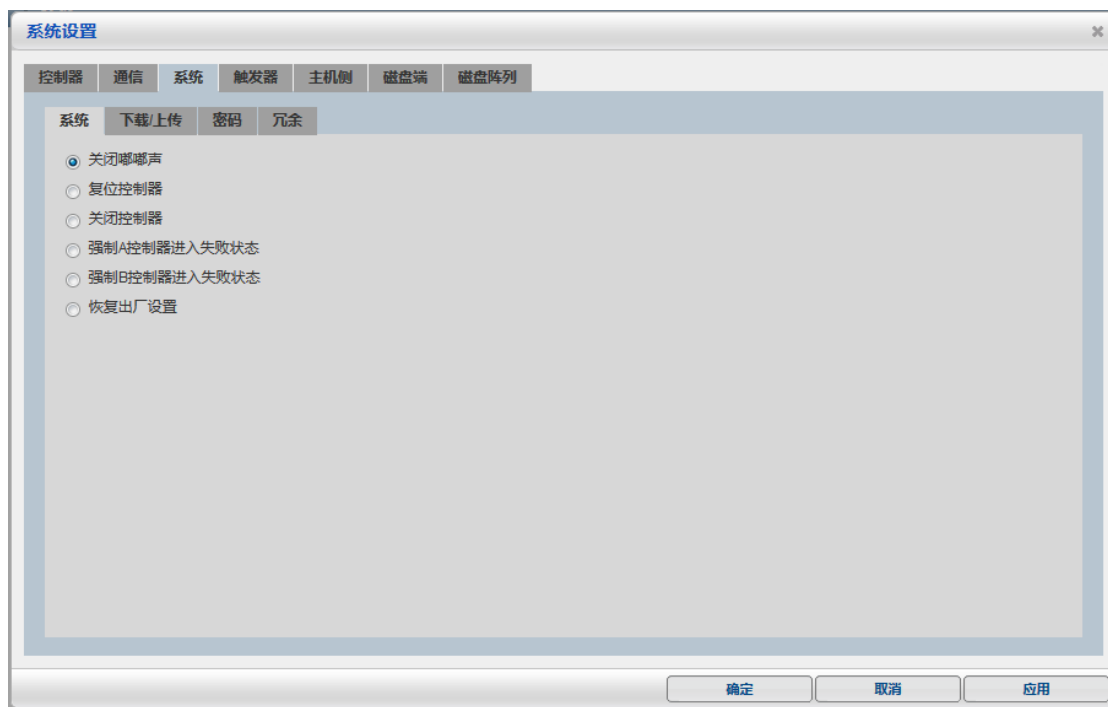 系统设置
控制器 通信 系统 触发器 主机侧 磁盘端 磁盘阵列
系统 下载/上传 密码 冗余
关闭嘟嘟声
复位控制器
关闭控制器
强制A控制器进入失败状态
强制B控制器进入失败状态
恢复出厂设置
确定 取消 应用